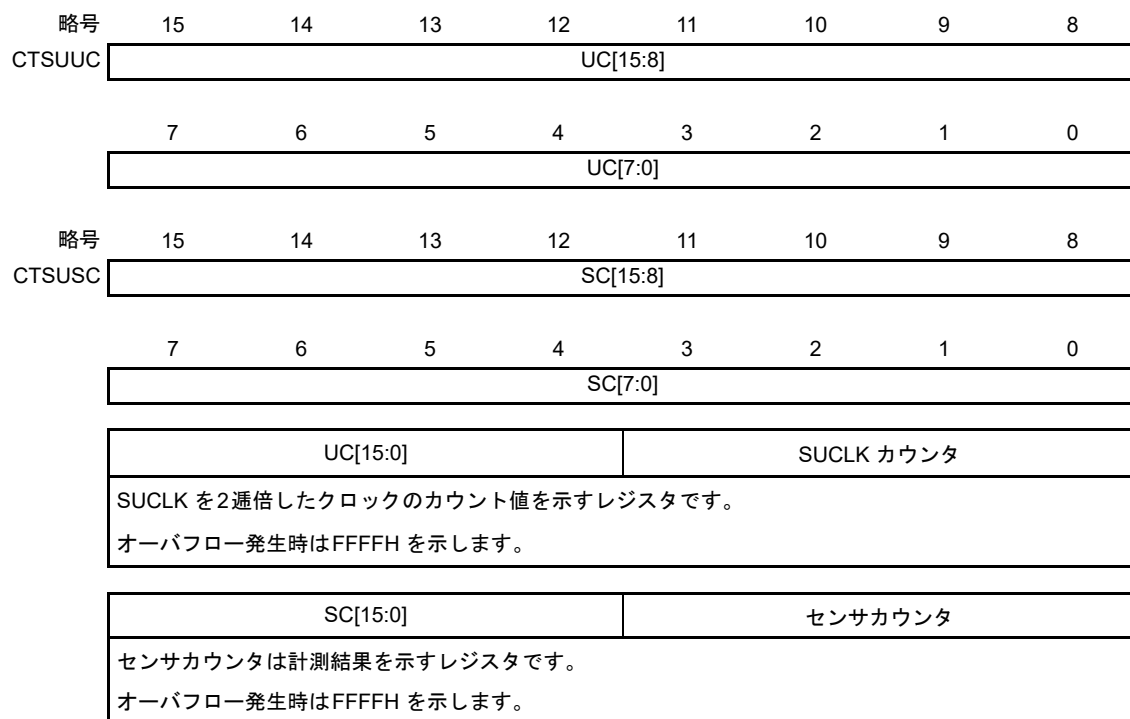 略号 15 14 13 12 11 10 9 8
CTSUUC UC[15:8]
7 6 5 4 3 2 1 0
UC[7:0]
略号 15 14 13 12 11 10 9 8
CTSUSC SC[15:8]
7 6 5 4 3 2 1 0
SC[7:0]
UC[15:0] SUCLK カウンタ
SUCLK を2逓倍したクロックのカウント値を示すレジスタです。
オーバフロー発生時はFFFFH を示します。
SC[15:0] センサカウンタ
センサカウンタは計測結果を示すレジスタです。
オーバフロー発生時はFFFFH を示します。